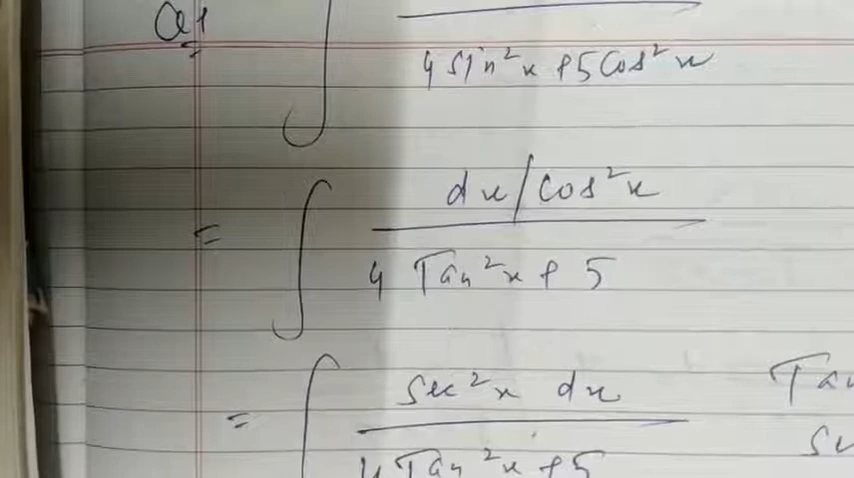 Q1 ∫ ―――
4 sin²x + 5 cos²x
= ∫ dx/cos²x
4 Tan²x + 5
= ∫ sec²x dx
4 Tan²x + 5